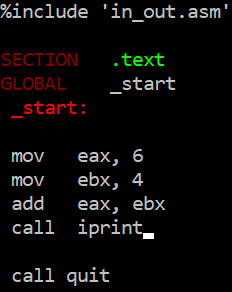 %include 'in_out.asm'
SECTION .text
GLOBAL _start
_start:
mov eax, 6
mov ebx, 4
add eax, ebx
call iprint
call quit